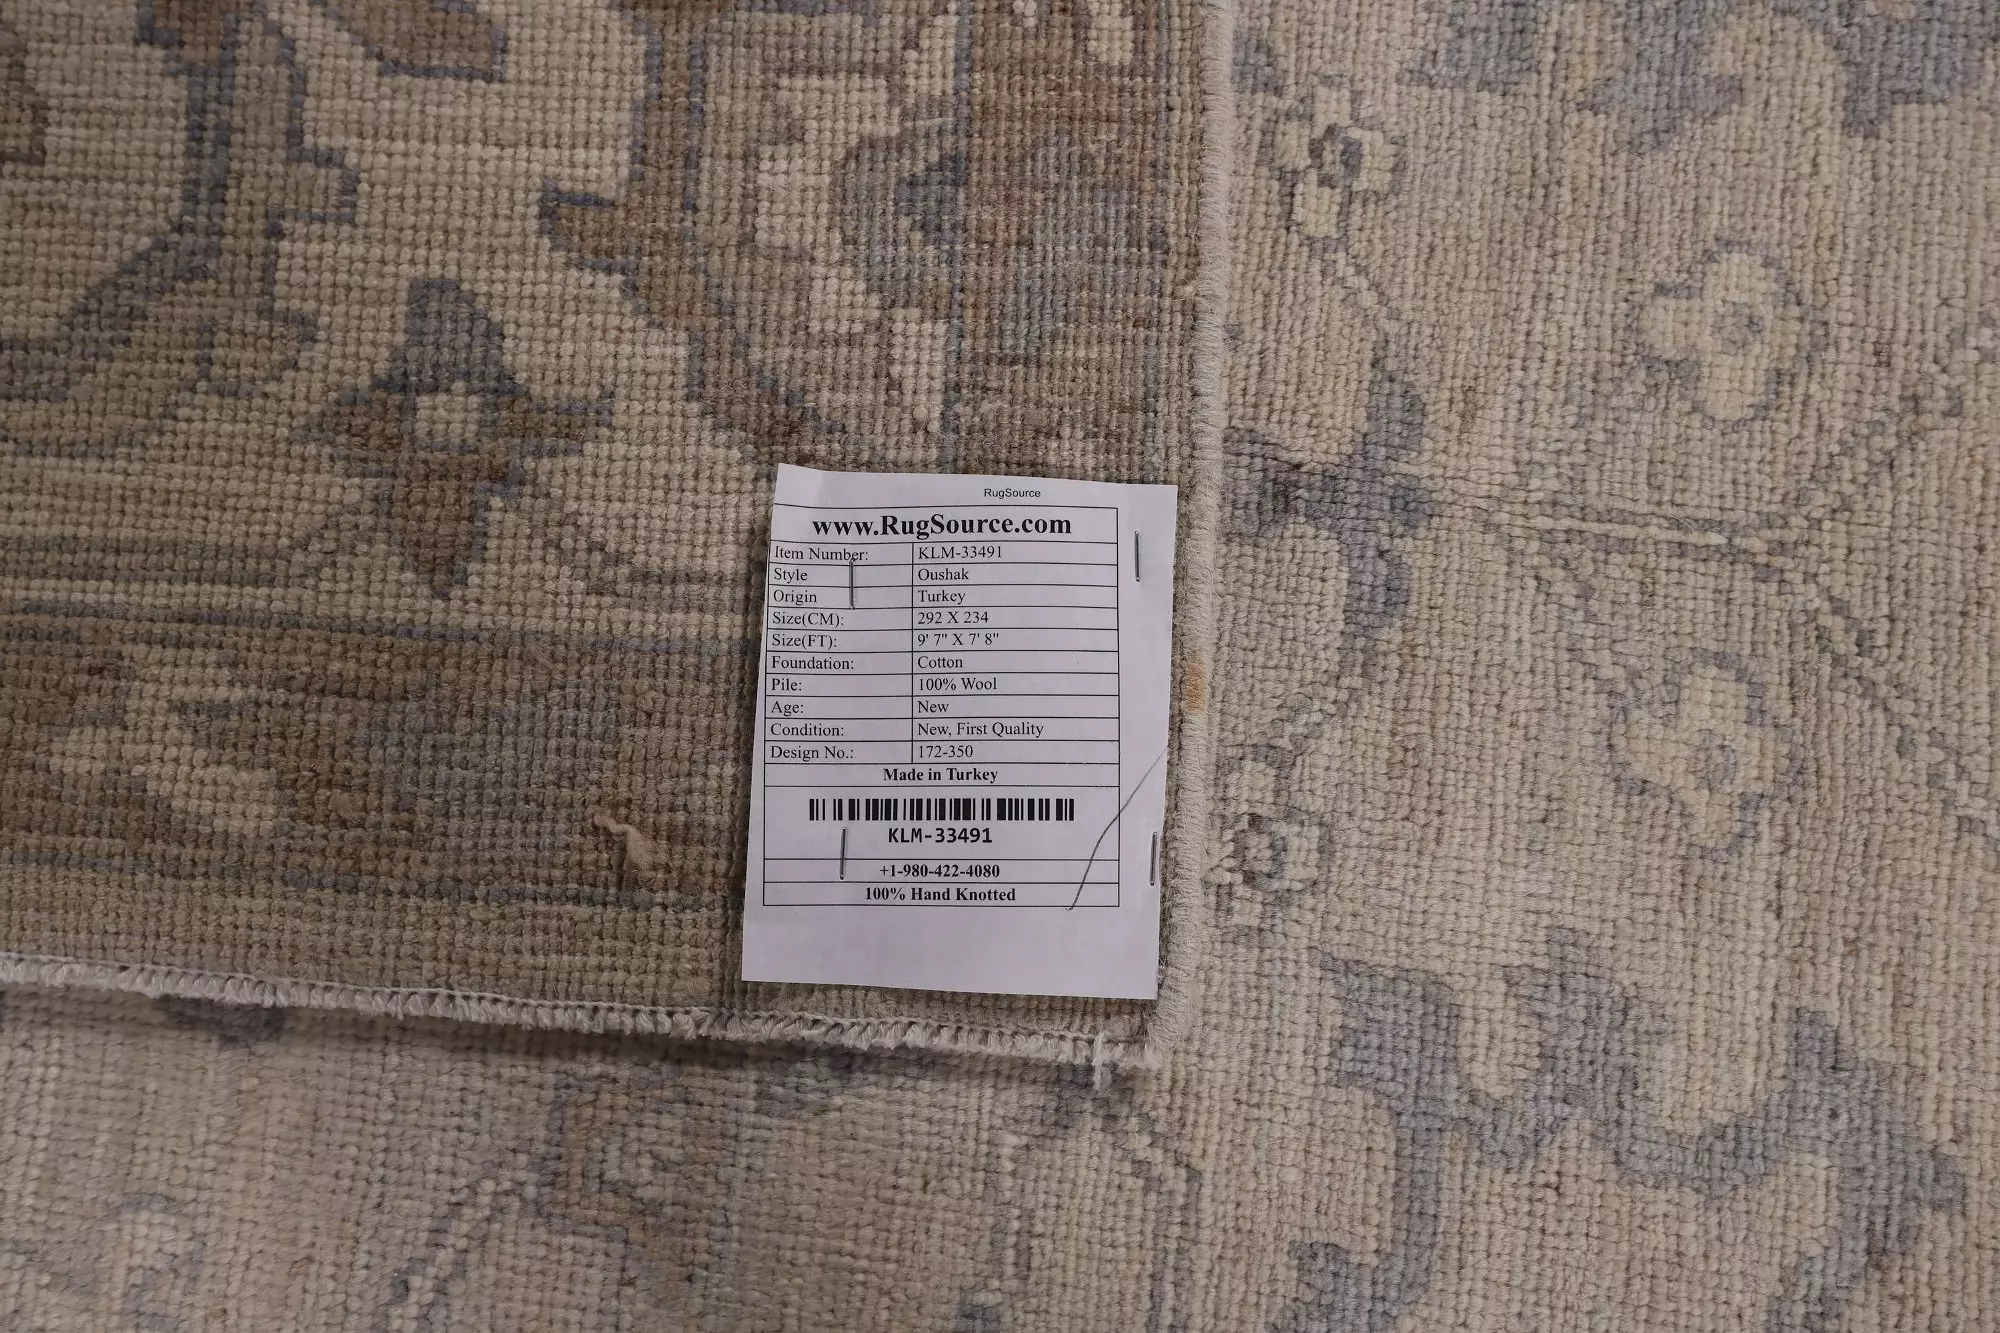 RugSource
www.RugSource.com
Item Number: KLM-33491
Style Oushak
Origin Turkey
Size(CM): 292 X 234
Size(FT): 9' 7" X 7' 8"
Foundation: Cotton
Pile: 100% Wool
Age: New
Condition: New, First Quality
Design No.: 172-350
Made in Turkey
KLM-33491
+1-980-422-4080
100% Hand Knotted